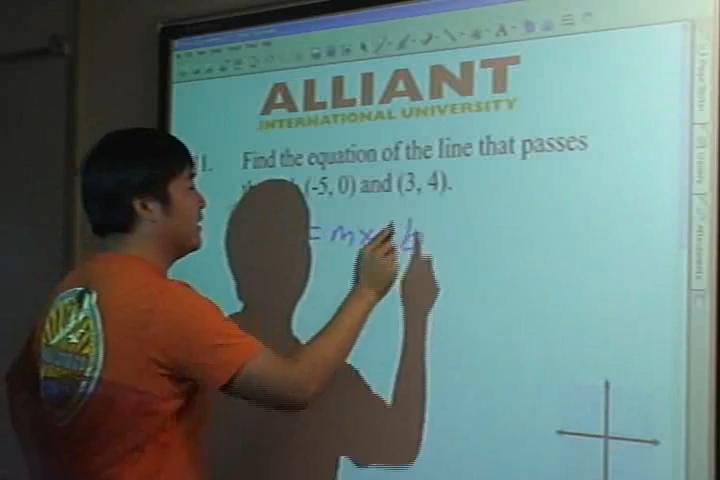 ALLIANT
INTERNATIONAL UNIVERSITY
1. Find the equation of the line that passes
(-5, 0) and (3, 4).
= mx b